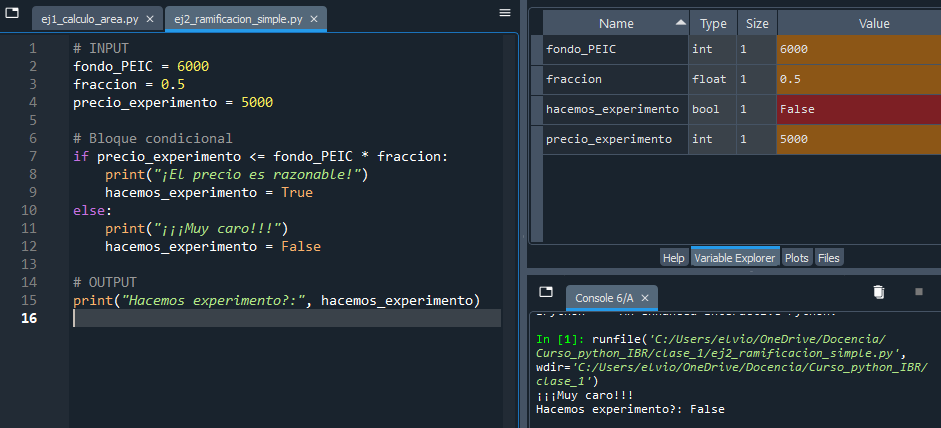 ej1_calculo_area.py
ej2_ramificacion_simple.py
1 # INPUT
2 fondo_PEIC = 6000
3 fraccion = 0.5
4 precio_experimento = 5000
5
6 # Bloque condicional
7 if precio_experimento <= fondo_PEIC * fraccion:
8 print("¡El precio es razonable!")
9 hacemos_experimento = True
10 else:
11 print("¡¡¡Muy caro!!!")
12 hacemos_experimento = False
13
14 # OUTPUT
15 print("Hacemos experimento?:", hacemos_experimento)
16
Name Type Size Value
fondo_PEIC int 1 6000
fraccion float 1 0.5
hacemos_experimento bool 1 False
precio_experimento int 1 5000
Help Variable Explorer Plots Files
Console 6/A
In [1]: runfile('C:/Users/elvio/OneDrive/Docencia/
Curso_python_IBR/clase_1/ej2_ramificacion_simple.py',
wdir='C:/Users/elvio/OneDrive/Docencia/Curso_python_IBR/
clase_1')
¡¡¡Muy caro!!!
Hacemos experimento?: False